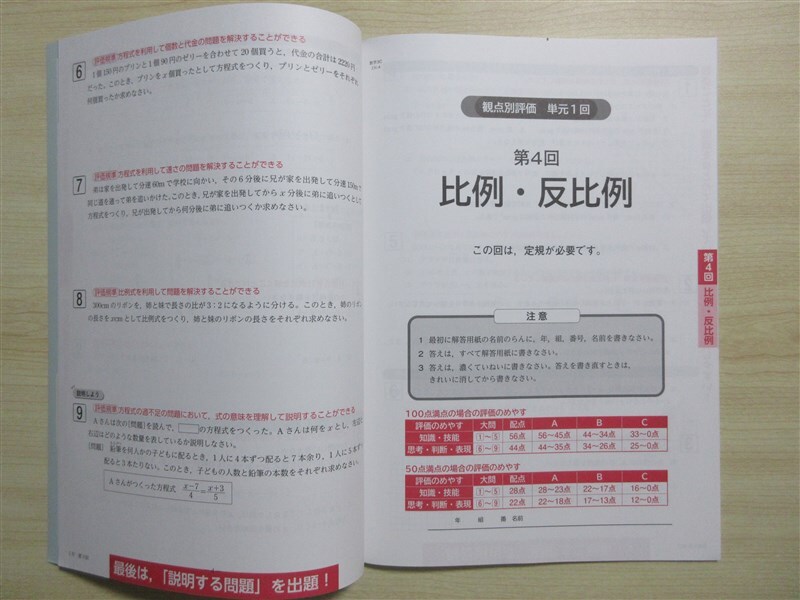 6
評価規準 方程式を利用して個数と代金の問題を解決することができる
1個150円のプリンと1個90円のゼリーを合わせて20個買うと、代金の合計は2220円
だった。このとき、プリンをx個買ったとして方程式をつくり、プリンとゼリーをそれぞれ
何個買ったか求めなさい。
7
評価規準 方程式を利用して速さの問題を解決することができる
弟は家を出発して分速60mで学校に向かい、その6分後に兄が家を出発して分速150mで
同じ道を通って弟を追いかけた。このとき、兄が家を出発してからx分後に弟に追いつくとして
方程式をつくり、兄が出発してから何分後に弟に追いつくか求めなさい。
8
評価規準 比例式を利用して問題を解決することができる
300cmのリボンを、姉と妹で長さの比が3:2になるように分ける。このとき、姉のリボン
の長さをxcmとして比例式をつくり、姉と妹のリボンの長さをそれぞれ求めなさい。
説明しよう
9
評価規準 方程式の過不足の問題において、式の意味を理解して説明することができる
Aさんは次の[問題]を読んで、 の方程式をつくった。Aさんは何をxとし、
右辺はどのような数量を表しているか説明しなさい。
[問題] 鉛筆を何人かの子どもに配るとき、1人に4本ずつ配ると7本余り、1人に5本ずつ
配ると3本たりない。このとき、子どもの人数と鉛筆の本数をそれぞれ求めなさい。
Aさんがつくった方程式 x−7/4=x+3/5
最後は、「説明する問題」を出題!
観点別評価 単元1回
第4回
比例・反比例
この回は、定規が必要です。
注意
1 最初に解答用紙の名前のらんに、年、組、番号、名前を書きなさい。
2 答えは、すべて解答用紙に書きなさい。
3 答えは、濃くていねいに書きなさい。答えを書き直すときは、
きれいに消してから書きなさい。
100点満点の場合の評価のめやす
評価のめやす 大問 配点 A B C
知識・技能 1~5 56点 56~45点 44~34点 33~0点
思考・判断・表現 6~9 44点 44~35点 34~26点 25~0点
50点満点の場合の評価のめやす
評価のめやす 大問 配点 A B C
知識・技能 1~5 28点 28~23点 22~17点 16~0点
思考・判断・表現 6~9 22点 22~18点 17~13点 12~0点
年 組 番 名前
第4回 比例・反比例